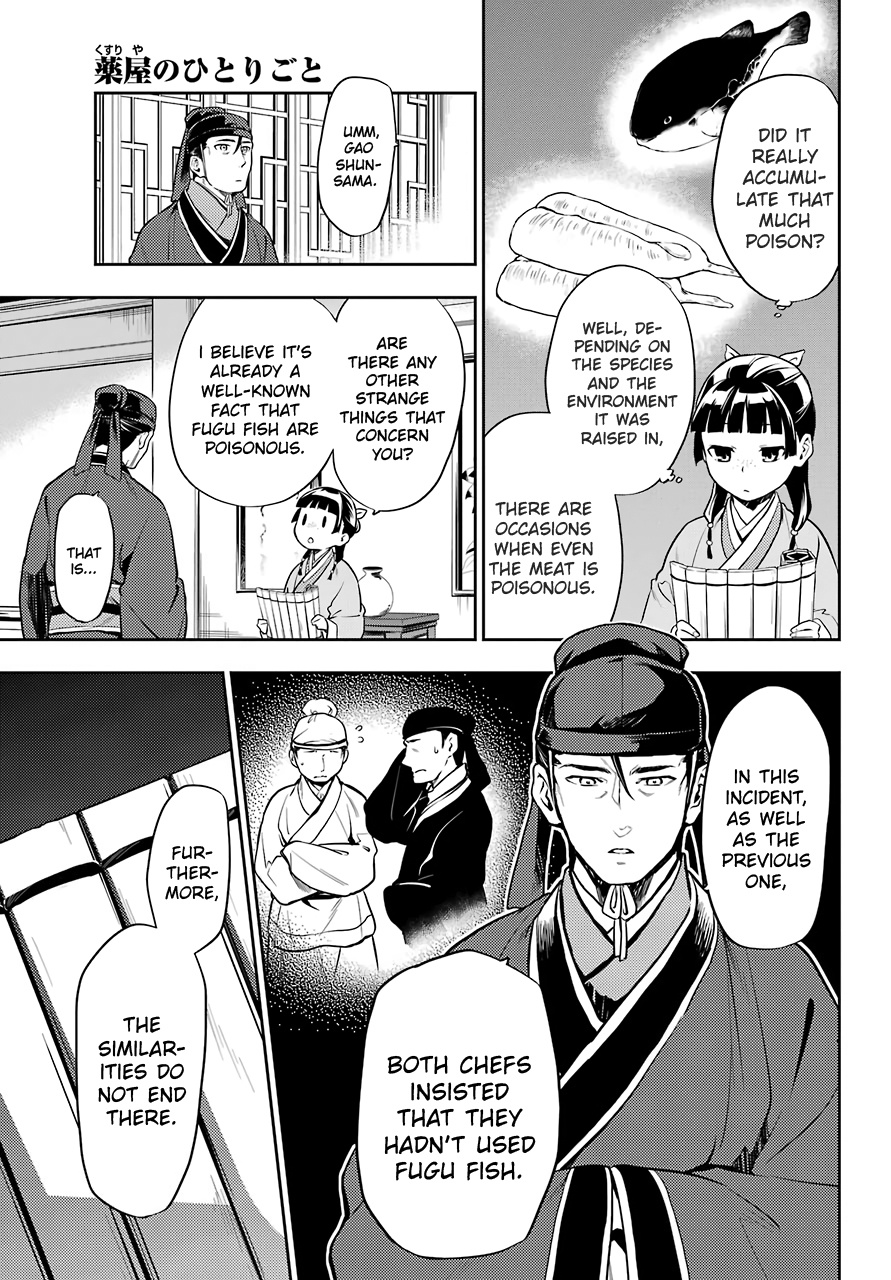 くすり や
薬屋のひとりごと
DID IT
REALLY
ACCUMU-
LATE THAT
MUCH
POISON?
WELL, DE-
PENDING ON
THE SPECIES
AND THE
ENVIRONMENT
IT WAS
RAISED IN,
THERE ARE
OCCASIONS
WHEN EVEN
THE MEAT IS
POISONOUS.
UMM,
GAO
SHUN-
SAMA.
ARE
THERE ANY
OTHER
STRANGE
THINGS THAT
CONCERN
YOU?
I BELIEVE IT'S
ALREADY A
WELL-KNOWN
FACT THAT
FUGU FISH ARE
POISONOUS.
THAT
IS...
IN THIS
INCIDENT,
AS WELL
AS THE
PREVIOUS
ONE,
BOTH CHEFS
INSISTED
THAT THEY
HADN'T USED
FUGU FISH.
FUR-
THER-
MORE,
THE
SIMILAR-
ITIES DO
NOT END
THERE.